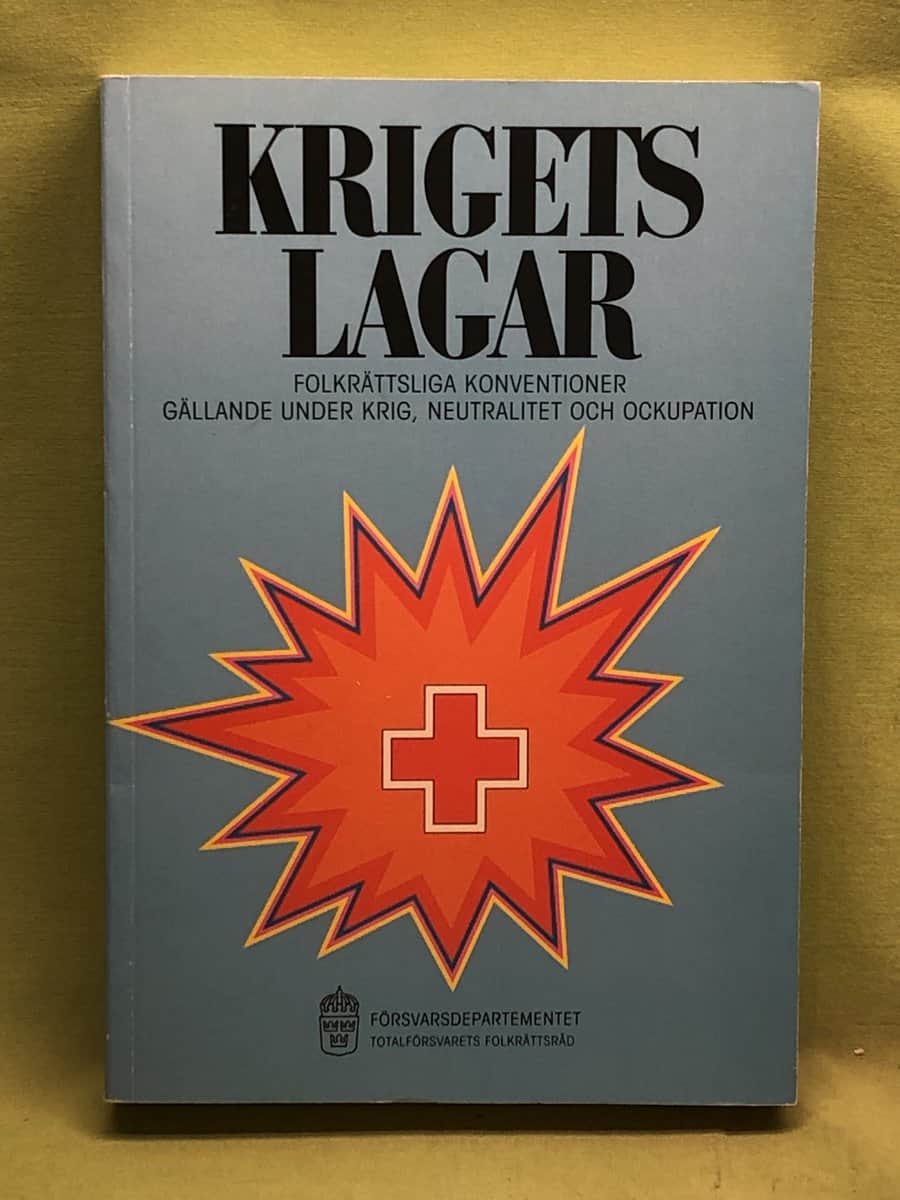 KRIGETS
LAGAR
FOLKRÄTTSLIGA KONVENTIONER
GÄLLANDE UNDER KRIG, NEUTRALITET OCH OCKUPATION
FÖRSVARSDEPARTEMENTET
TOTALFÖRSVARETS FOLKRÄTTSRÅD